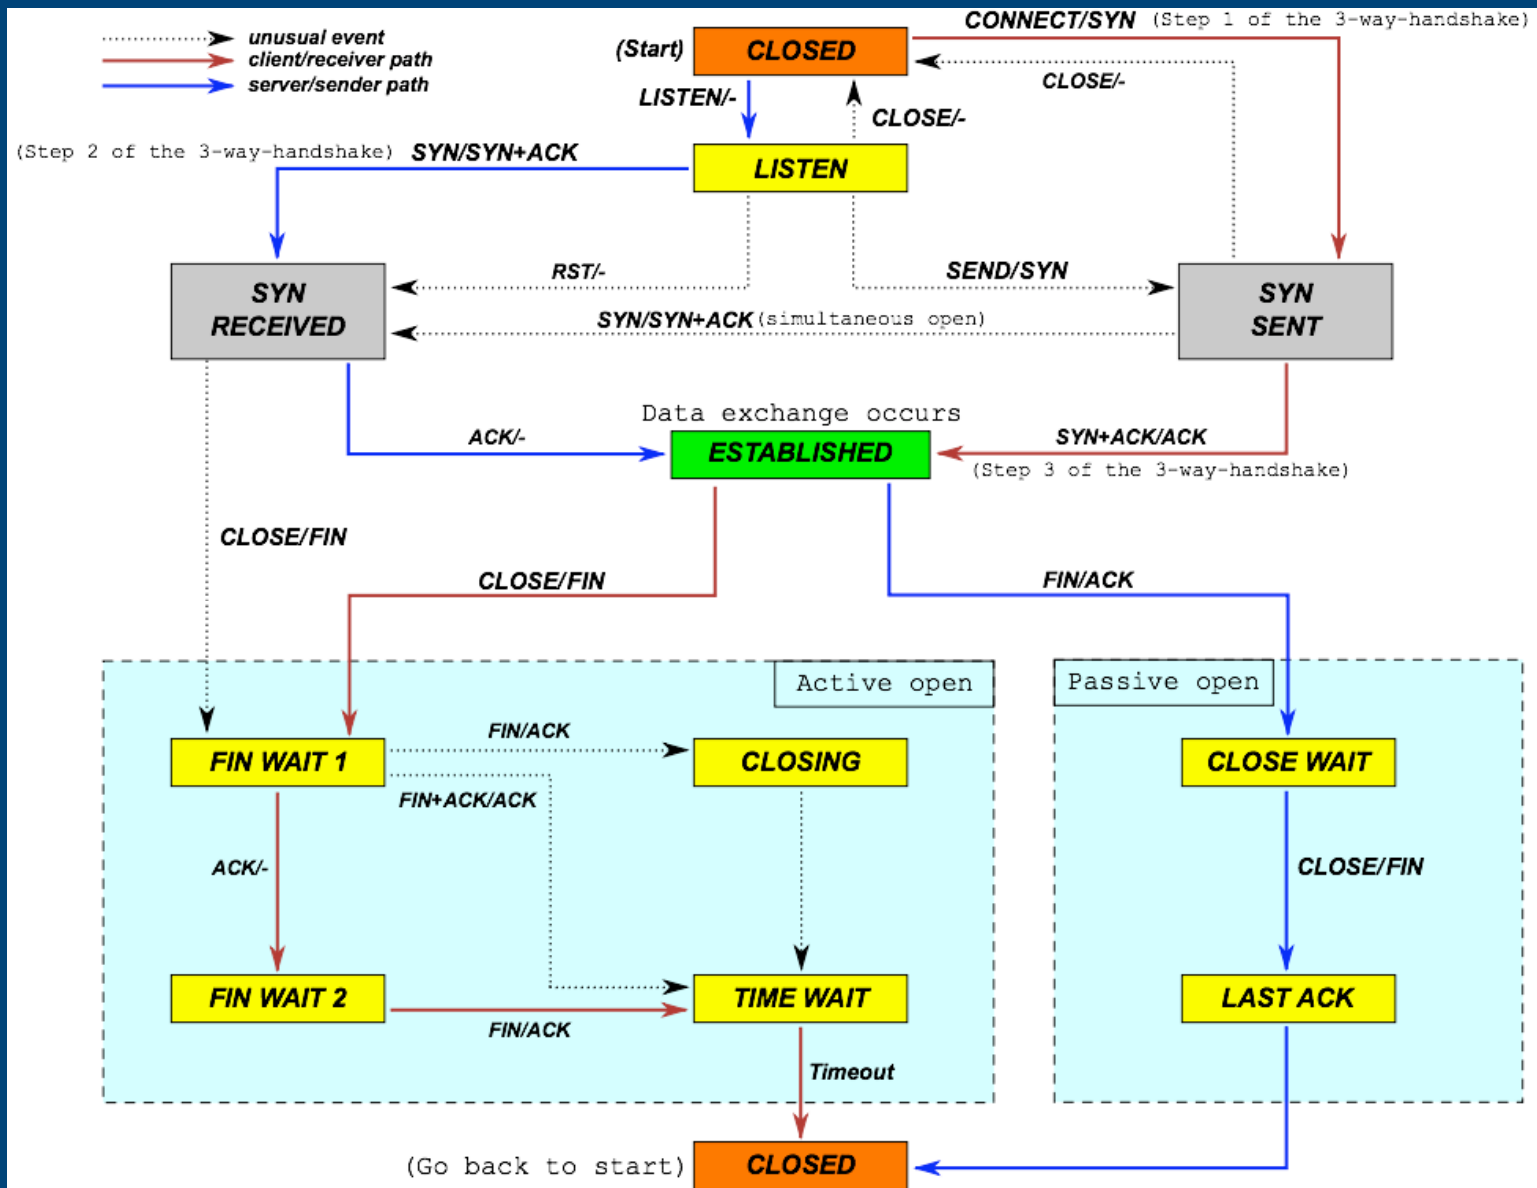 CONNECT/SYN (Step 1 of the 3-way-handshake)
unusual event
client/receiver path
server/sender path
(Start)
CLOSED
CLOSE/-
LISTEN/-
CLOSE/-
(Step 2 of the 3-way-handshake)
SYN/SYN+ACK
LISTEN
RST/-
SEND/SYN
SYN
RECEIVED
SYN/SYN+ACK (simultaneous open)
SYN
SENT
Data exchange occurs
ACK/-
ESTABLISHED
SYN+ACK/ACK
(Step 3 of the 3-way-handshake)
CLOSE/FIN
CLOSE/FIN
FIN/ACK
Active open
Passive open
FIN WAIT 1
FIN/ACK
CLOSING
CLOSE WAIT
FIN+ACK/ACK
ACK/-
CLOSE/FIN
FIN WAIT 2
FIN/ACK
TIME WAIT
LAST ACK
Timeout
(Go back to start)
CLOSED